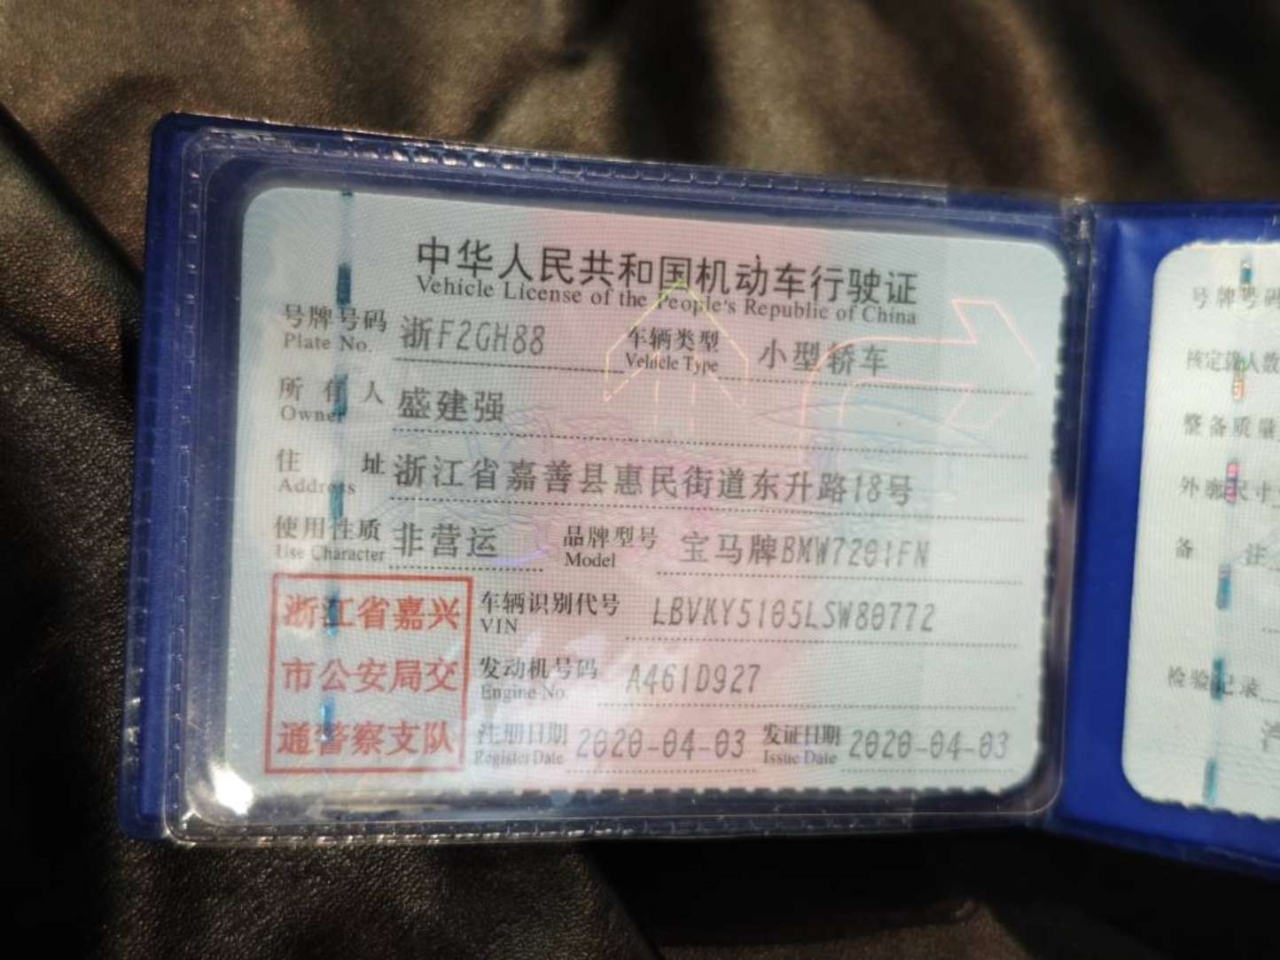 中华人民共和国机动车行驶证
Vehicle License of the People's Republic of China
号牌号码 浙F2GH88 车辆类型 小型轿车
Plate No. Vehicle Type
所有人 盛建强
Owner
住址 浙江省嘉善县惠民街道东升路18号
Address
使用性质 非营运 品牌型号 宝马牌BMW7201FN
Use Character Model
浙江省嘉兴
市公安局交
通警察支队
车辆识别代号 LBVKY5105LSW80772
VIN
发动机号码 A461D927
Engine No.
注册日期 2020-04-03 发证日期 2020-04-03
Register Date Issue Date
号牌号码
核定载人数
整备质量
外廓尺寸
备注
检验记录